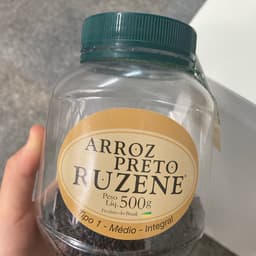 ARROZ
PRETO
RUZENE®
Peso
Líq. 500g
Produto do Brasil
Tipo 1 - Médio - Integral